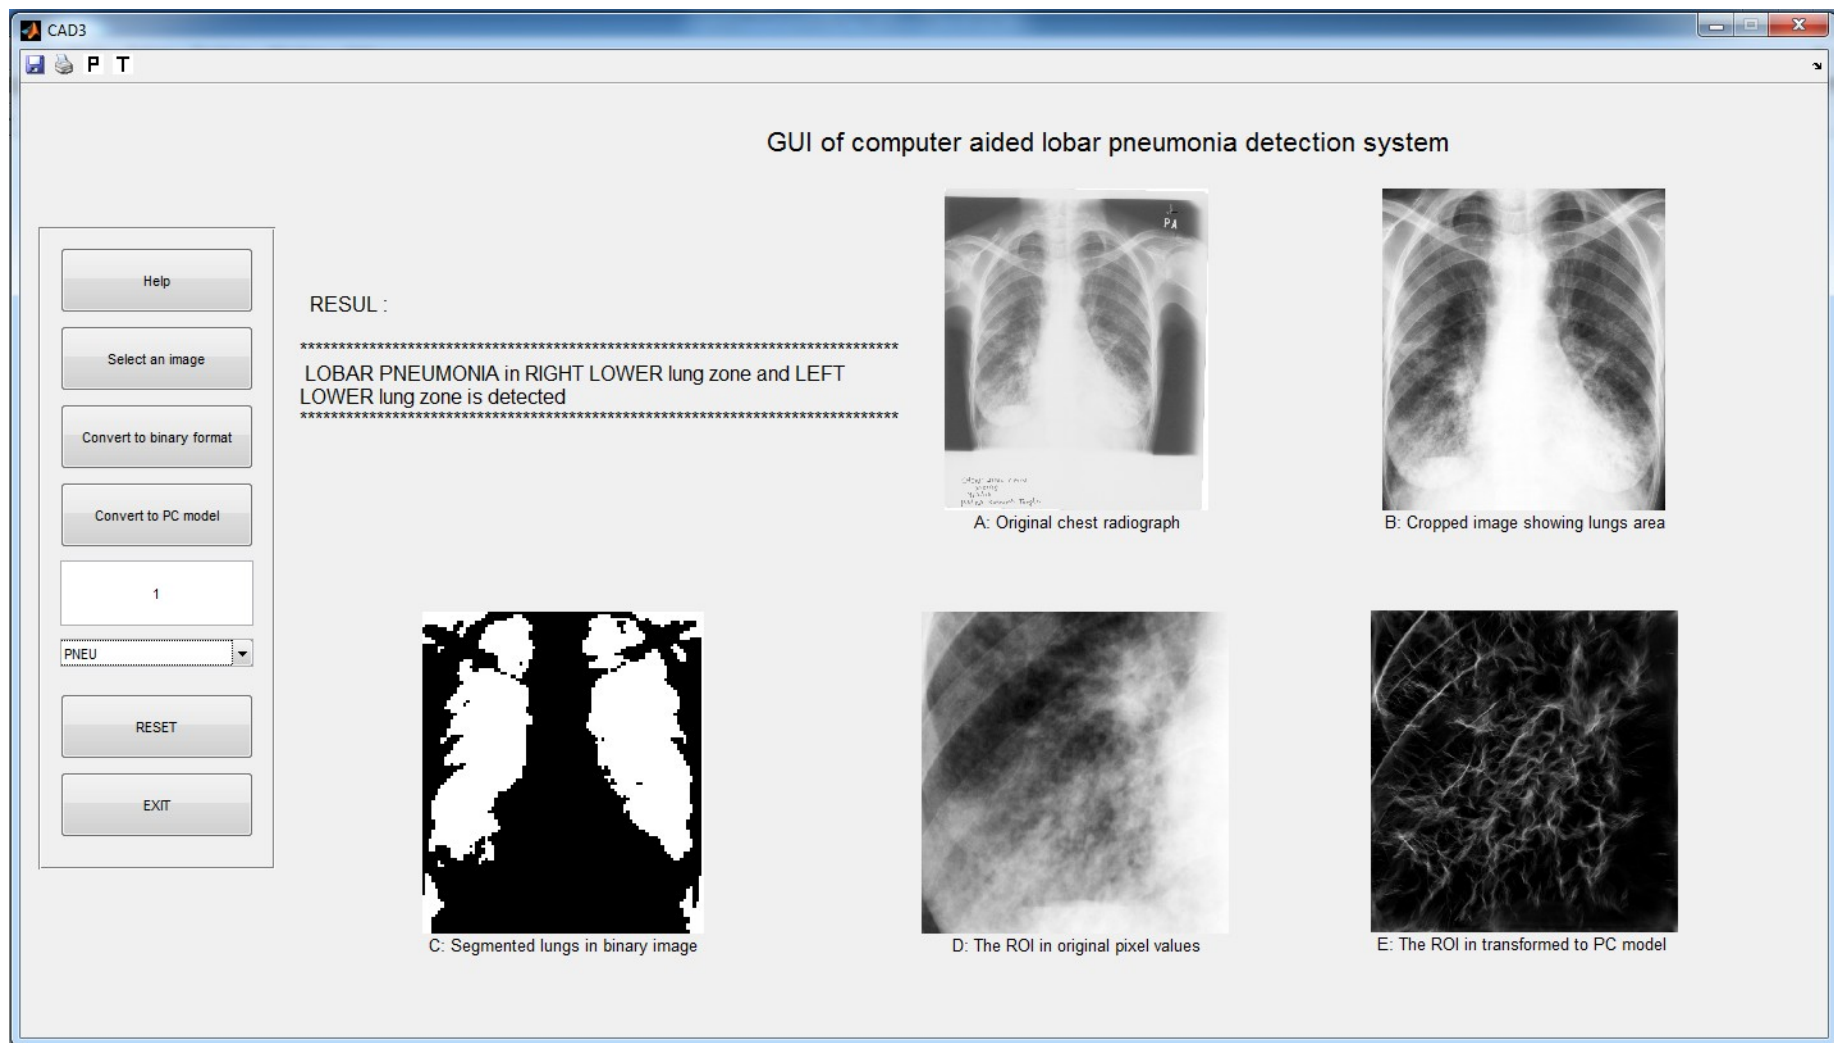 CAD3
P T
GUI of computer aided lobar pneumonia detection system
Help
Select an image
Convert to binary format
Convert to PC model
1
PNEU
RESET
EXIT
RESUL :
******************************************************************************
LOBAR PNEUMONIA in RIGHT LOWER lung zone and LEFT
LOWER lung zone is detected
******************************************************************************
PA
A: Original chest radiograph
B: Cropped image showing lungs area
C: Segmented lungs in binary image
D: The ROI in original pixel values
E: The ROI in transformed to PC model